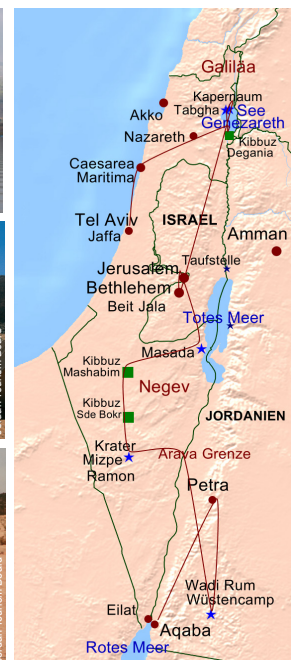 Galiläa
Kapernaum
Tabgha
See
Genezareth
Akko
Nazareth
Kibbuz
Degania
Caesarea
Maritima
Tel Aviv
Jaffa
ISRAEL
Amman
Taufstelle
Jerusalem
Bethlehem
Beit Jala
Totes Meer
Masada
Kibbuz
Mashabim
Negev
Kibbuz
Sde Bokr
JORDANIEN
Krater
Mizpe
Ramon
Arava Grenze
Petra
Wadi Rum
Wüstencamp
Eilat
Aqaba
Rotes Meer